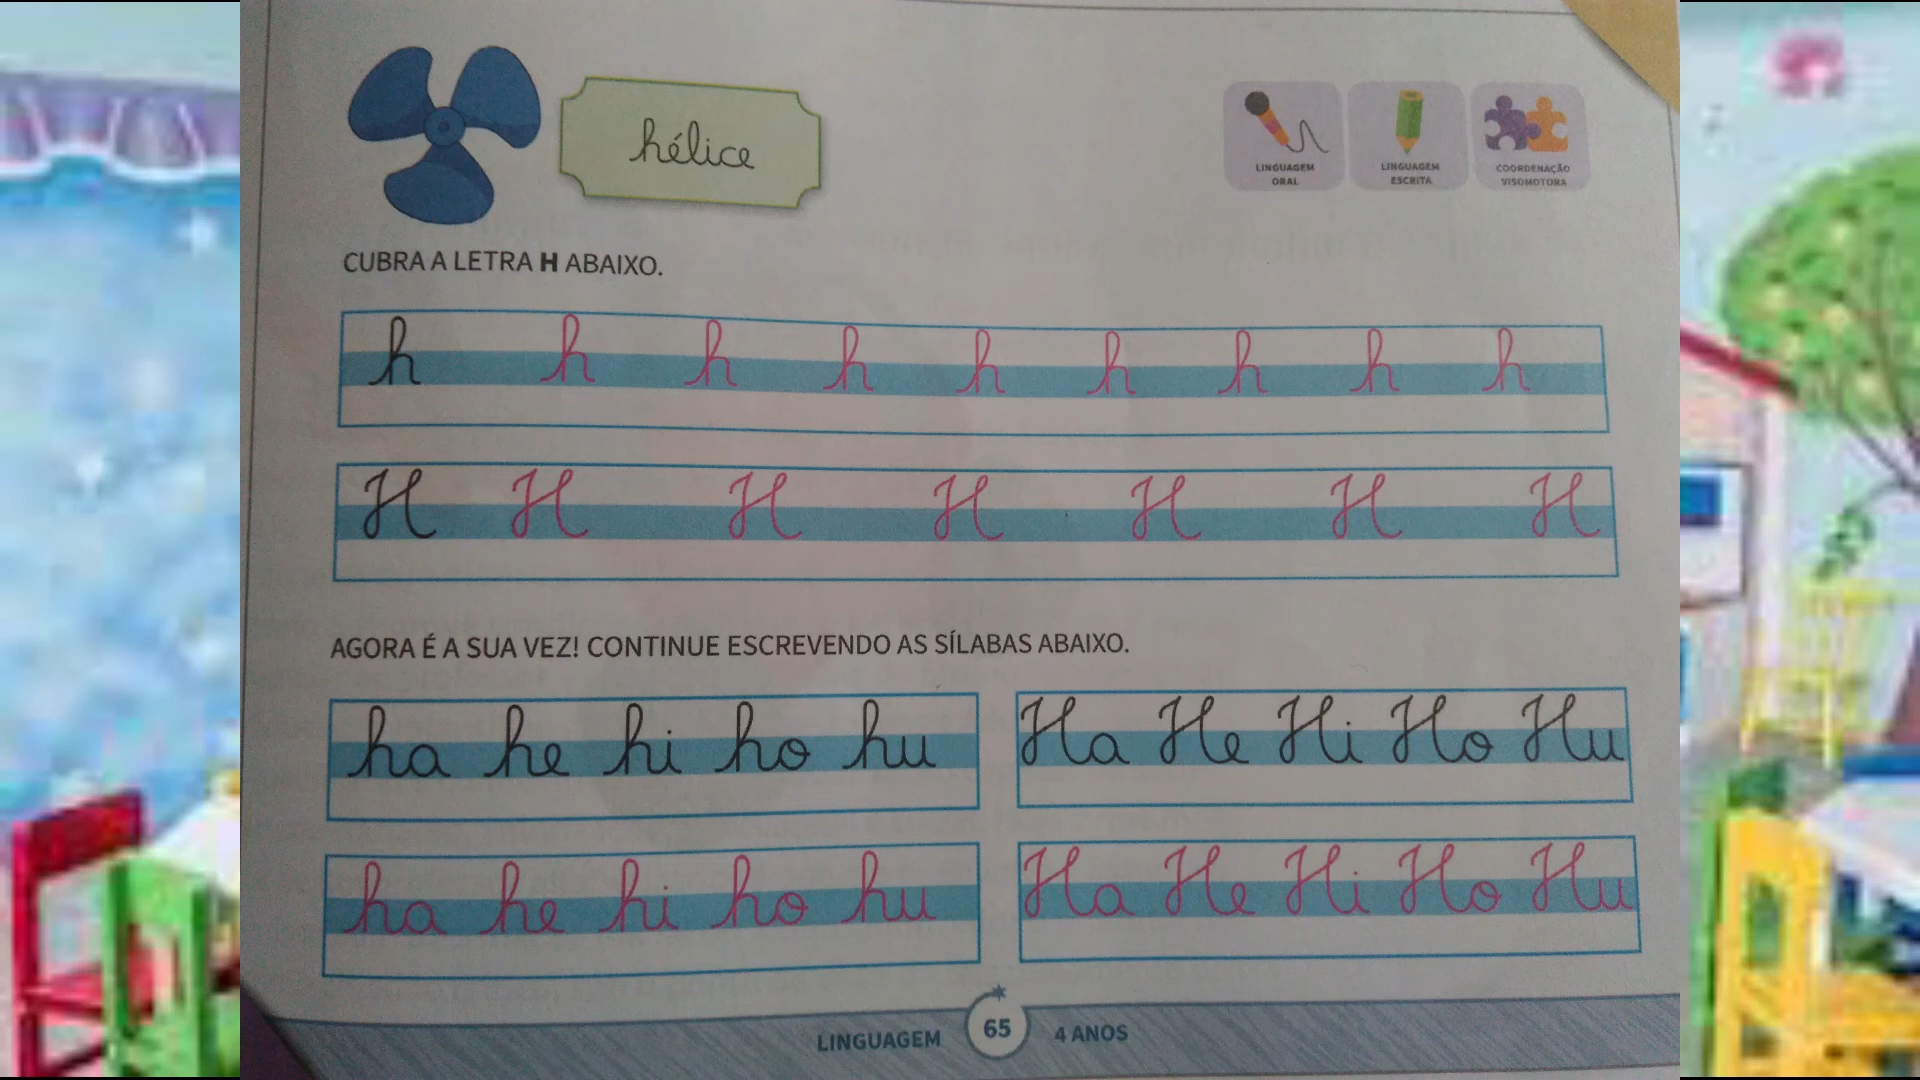 hélice
LINGUAGEM
ORAL
LINGUAGEM
ESCRITA
COORDENAÇÃO
VISOMOTORA
CUBRA A LETRA H ABAIXO.
h h h h h h h h h
H H H H H H H
AGORA É A SUA VEZ! CONTINUE ESCREVENDO AS SÍLABAS ABAIXO.
ha he hi ho hu
Ha He Hi Ho Hu
ha he hi ho hu
Ha He Hi Ho Hu
LINGUAGEM 65 4 ANOS